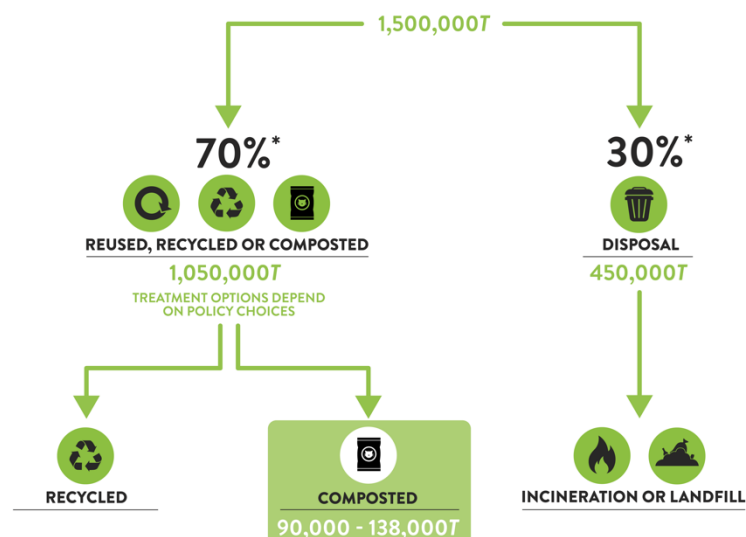 1,500,000T
70%*
30%*
REUSED, RECYCLED OR COMPOSTED
DISPOSAL
1,050,000T
450,000T
TREATMENT OPTIONS DEPEND
ON POLICY CHOICES
RECYCLED
COMPOSTED
INCINERATION OR LANDFILL
90,000 - 138,000T